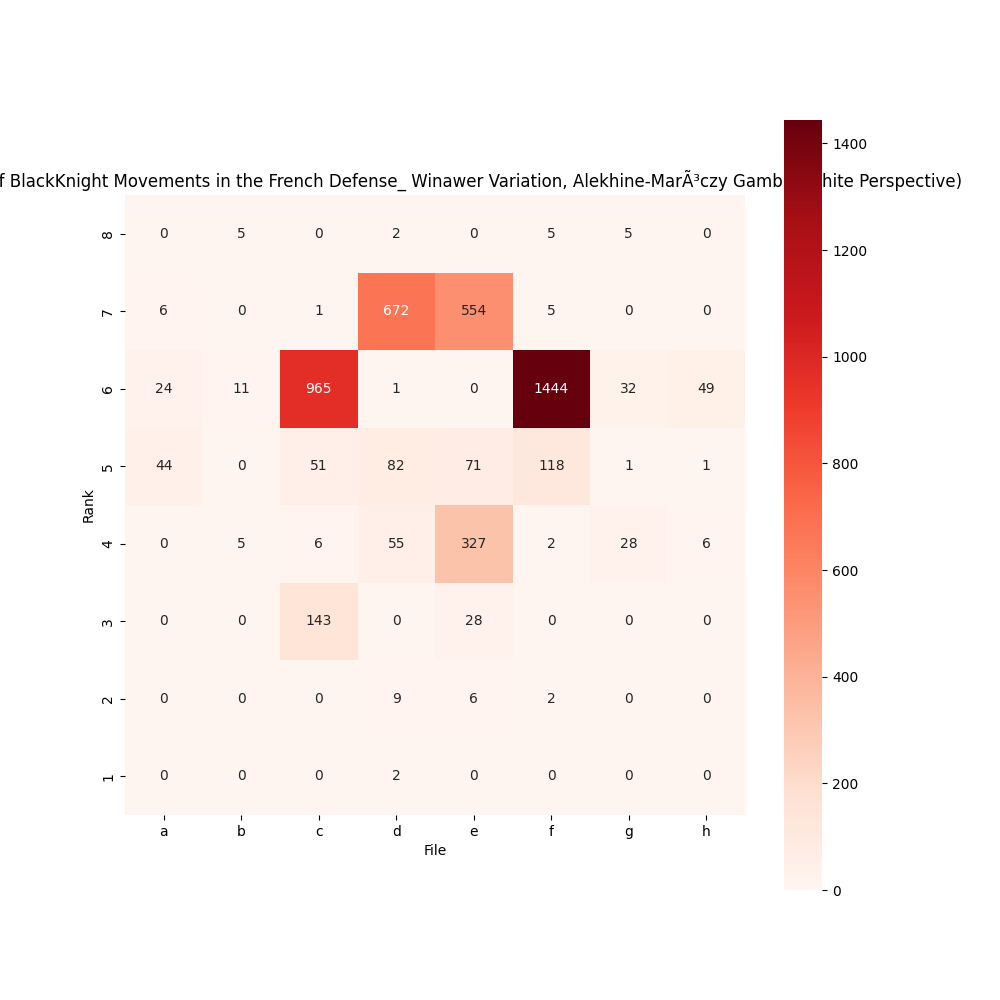 f BlackKnight Movements in the French Defense_ Winawer Variation, Alekhine-MarÃ³czy Gamb hite Perspective)
8 0 5 0 2 0 5 5 0
7 6 0 1 672 554 5 0 0
6 24 11 965 1 0 1444 32 49
5 44 0 51 82 71 118 1 1
Rank
4 0 5 6 55 327 2 28 6
3 0 0 143 0 28 0 0 0
2 0 0 0 9 6 2 0 0
1 0 0 0 2 0 0 0 0
a b c d e f g h
File
1400
1200
1000
800
600
400
200
0